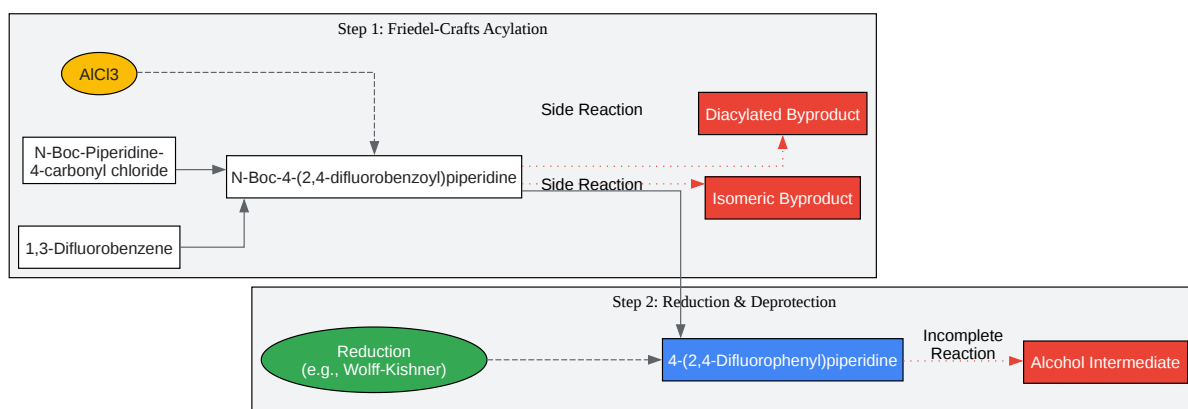 Step 1: Friedel-Crafts Acylation
AlCl3
Side Reaction
Diacylated Byproduct
N-Boc-Piperidine-
4-carbonyl chloride
N-Boc-4-(2,4-difluorobenzoyl)piperidine
Side Reaction
Isomeric Byproduct
1,3-Difluorobenzene
Step 2: Reduction & Deprotection
Reduction
(e.g., Wolff-Kishner)
4-(2,4-Difluorophenyl)piperidine
Incomplete
Reaction
Alcohol Intermediate